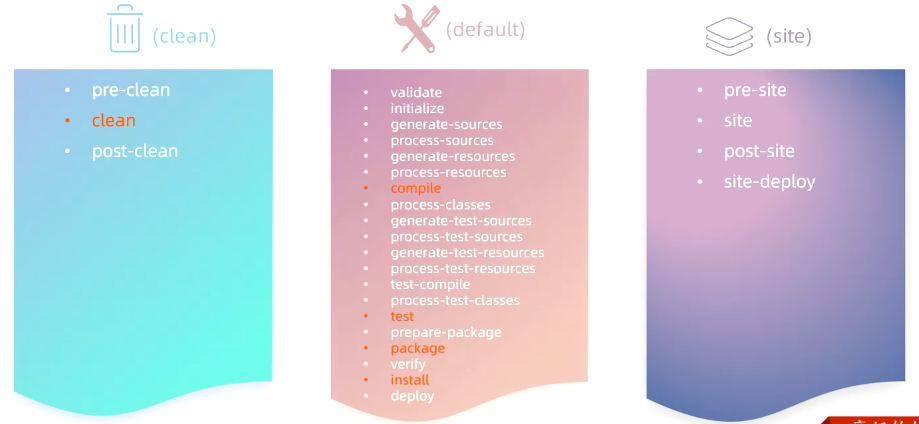 (clean)
pre-clean
clean
post-clean
(default)
validate
initialize
generate-sources
process-sources
generate-resources
process-resources
compile
process-classes
generate-test-sources
process-test-sources
generate-test-resources
process-test-resources
test-compile
process-test-classes
test
prepare-package
package
verify
install
deploy
(site)
pre-site
site
post-site
site-deploy